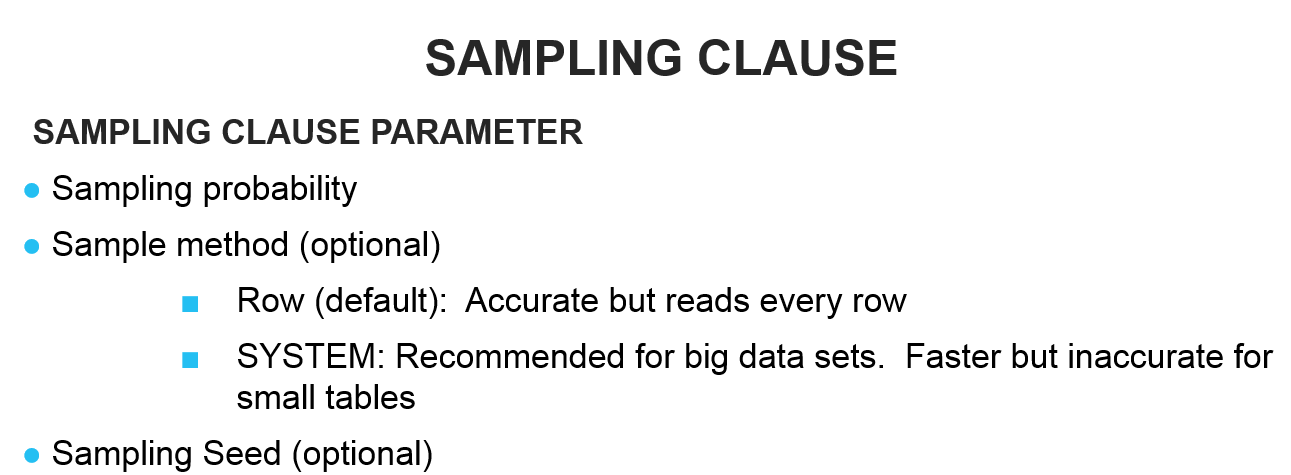 SAMPLING CLAUSE
SAMPLING CLAUSE PARAMETER
Sampling probability
Sample method (optional)
Row (default):  Accurate but reads every row
SYSTEM: Recommended for big data sets.  Faster but inaccurate for
small tables
Sampling Seed (optional)